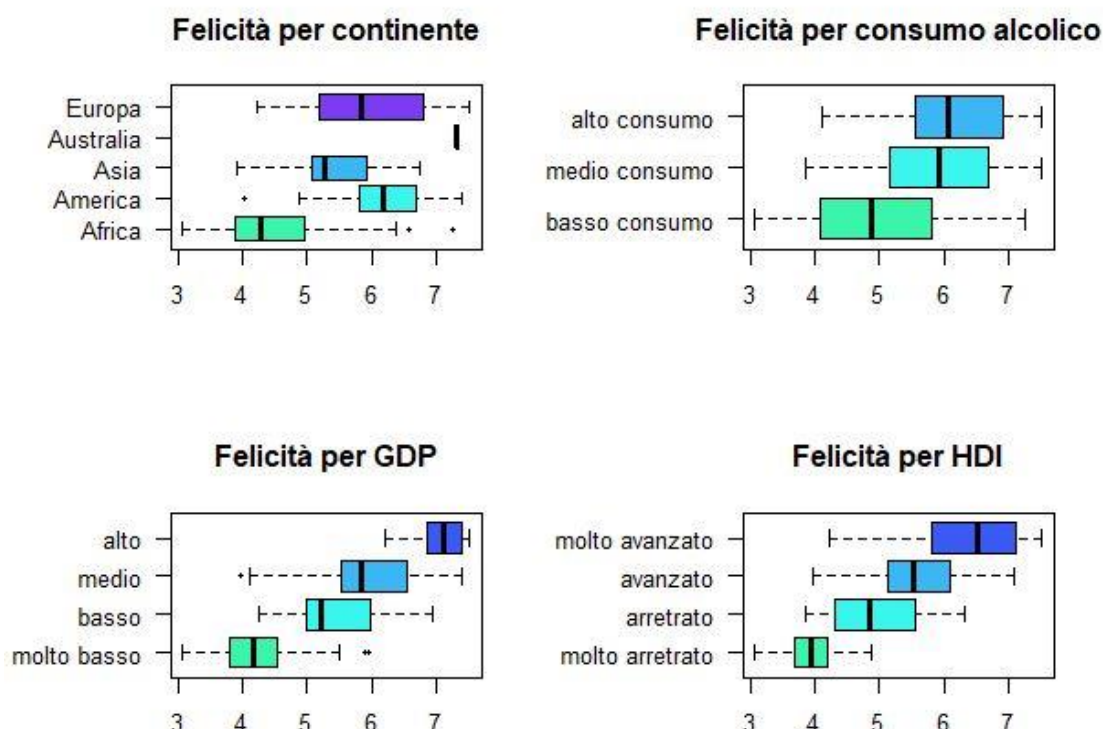 Felicità per continente
Europa
Australia
Asia
America
Africa
3 4 5 6 7
Felicità per consumo alcolico
alto consumo
medio consumo
basso consumo
3 4 5 6 7
Felicità per GDP
alto
medio
basso
molto basso
3 4 5 6 7
Felicità per HDI
molto avanzato
avanzato
arretrato
molto arretrato
3 4 5 6 7